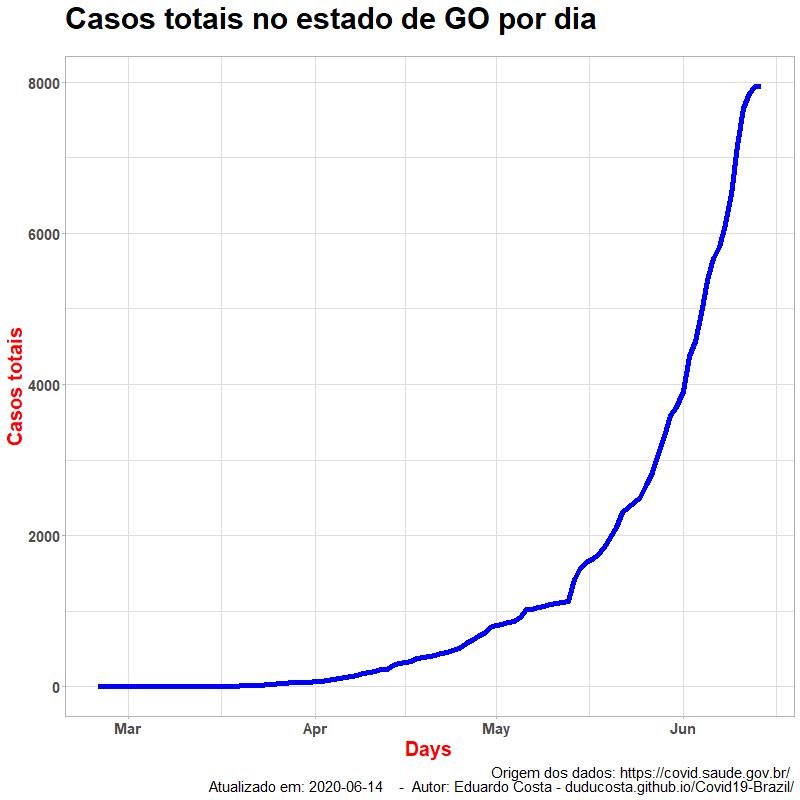 Casos totais no estado de GO por dia
Casos totais
8000
6000
4000
2000
0
Mar Apr May Jun
Days
Origem dos dados: https://covid.saude.gov.br/
Atualizado em: 2020-06-14 - Autor: Eduardo Costa - duducosta.github.io/Covid19-Brazil/